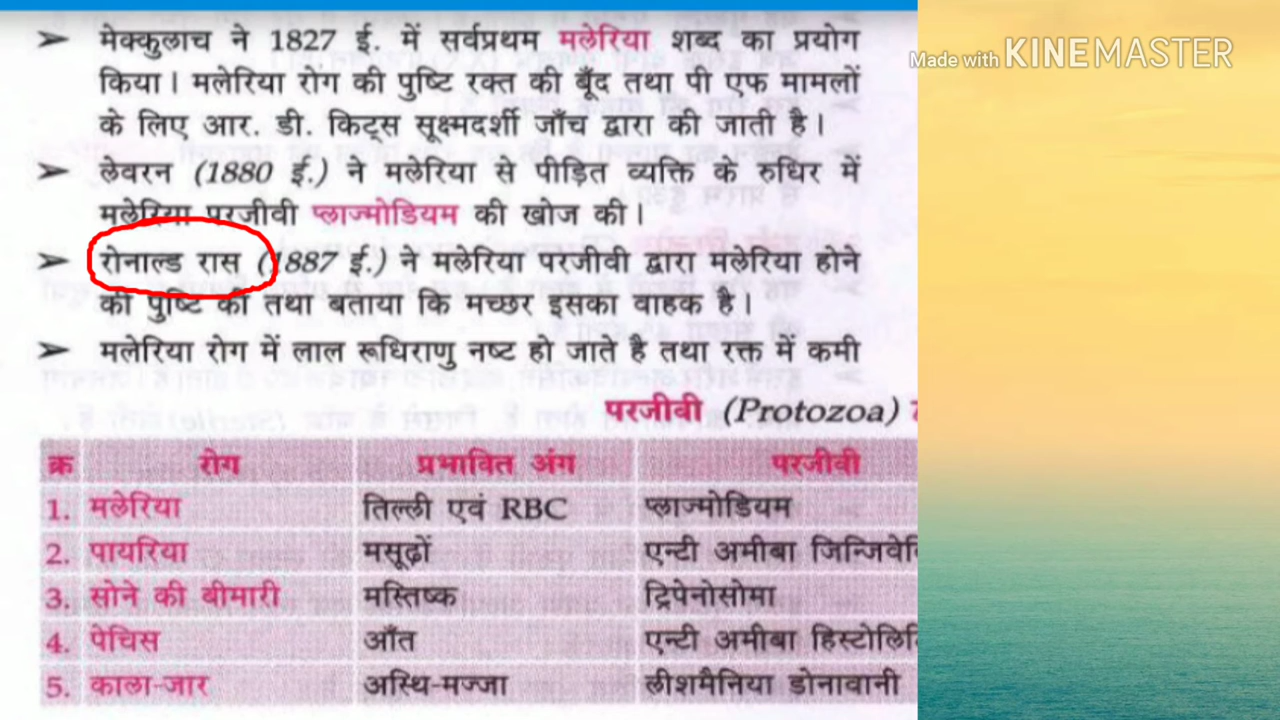 ➢ मेक्कुलाच ने 1827 ई. में सर्वप्रथम मलेरिया शब्द का प्रयोग
किया। मलेरिया रोग की पुष्टि रक्त की बूँद तथा पी एफ मामलों
के लिए आर. डी. किट्स सूक्ष्मदर्शी जाँच द्वारा की जाती है।
➢ लेवरन (1880 ई.) ने मलेरिया से पीड़ित व्यक्ति के रुधिर में
मलेरिया परजीवी प्लाज्मोडियम की खोज की।
➢ रोनाल्ड रास (1887 ई.) ने मलेरिया परजीवी द्वारा मलेरिया होने
की पुष्टि की तथा बताया कि मच्छर इसका वाहक है।
➢ मलेरिया रोग में लाल रूधिराणु नष्ट हो जाते है तथा रक्त में कमी
परजीवी (Protozoa)
क्र रोग प्रभावित अंग परजीवी
1. मलेरिया तिल्ली एवं RBC प्लाज्मोडियम
2. पायरिया मसूढ़ों एन्टी अमीबा
3. सोने की बीमारी मस्तिष्क ट्रिपेनोसोमा
4. पेचिस आँत एन्टी अमीबा
5. काला-जार अस्थि-मज्जा लीशमैनिया डोनावानी
Made with KINEMASTER